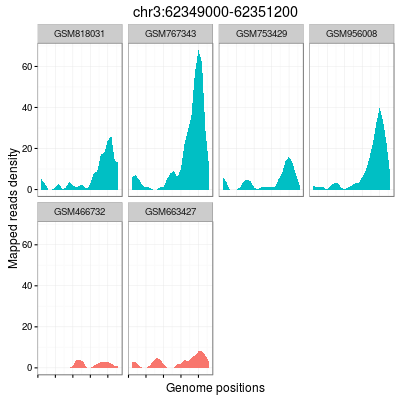 chr3:62349000-62351200
GSM818031 GSM767343 GSM753429 GSM956008
60
40
20
0
Mapped reads density
GSM466732 GSM663427
60
40
20
0
Genome positions